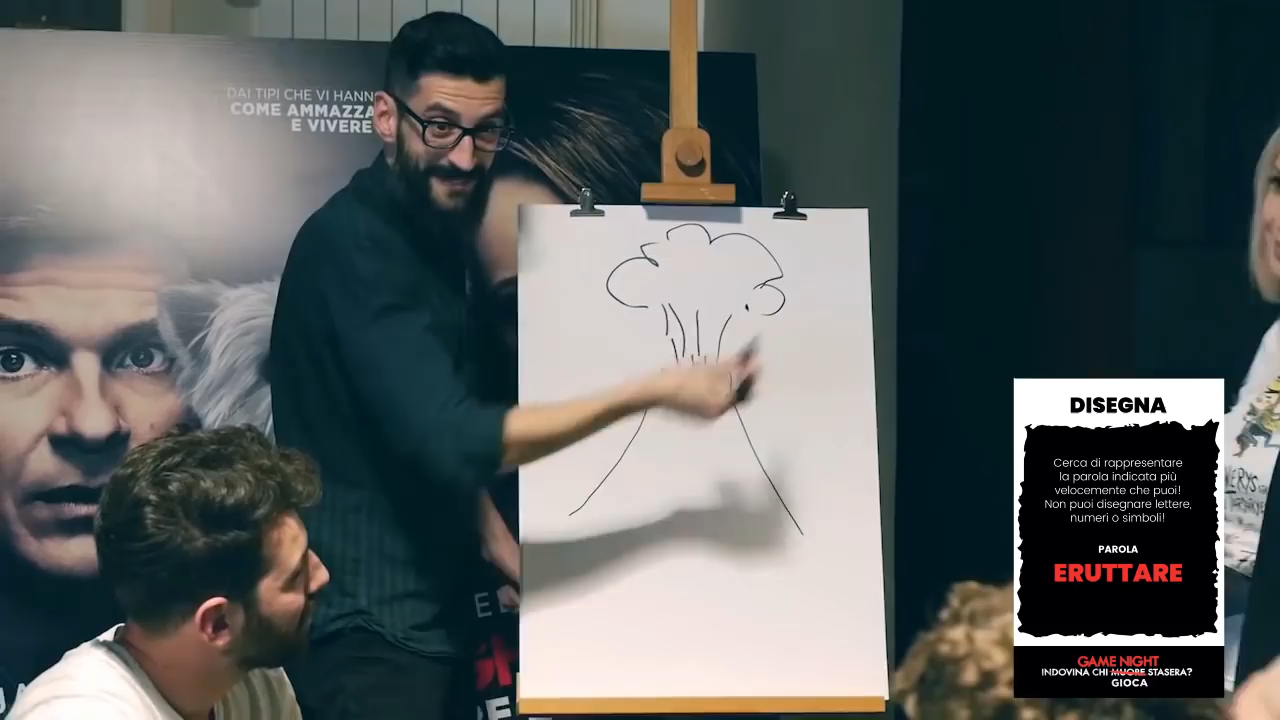 DAI TIPI CHE VI HANN
COME AMMAZZA
E VIVERE
DISEGNA
Cerca di rappresentare
la parola indicata più
velocemente che puoi!
Non puoi disegnare lettere,
numeri o simboli!
PAROLA
ERUTTARE
GAME NIGHT
INDOVINA CHI MUORE STASERA?
GIOCA